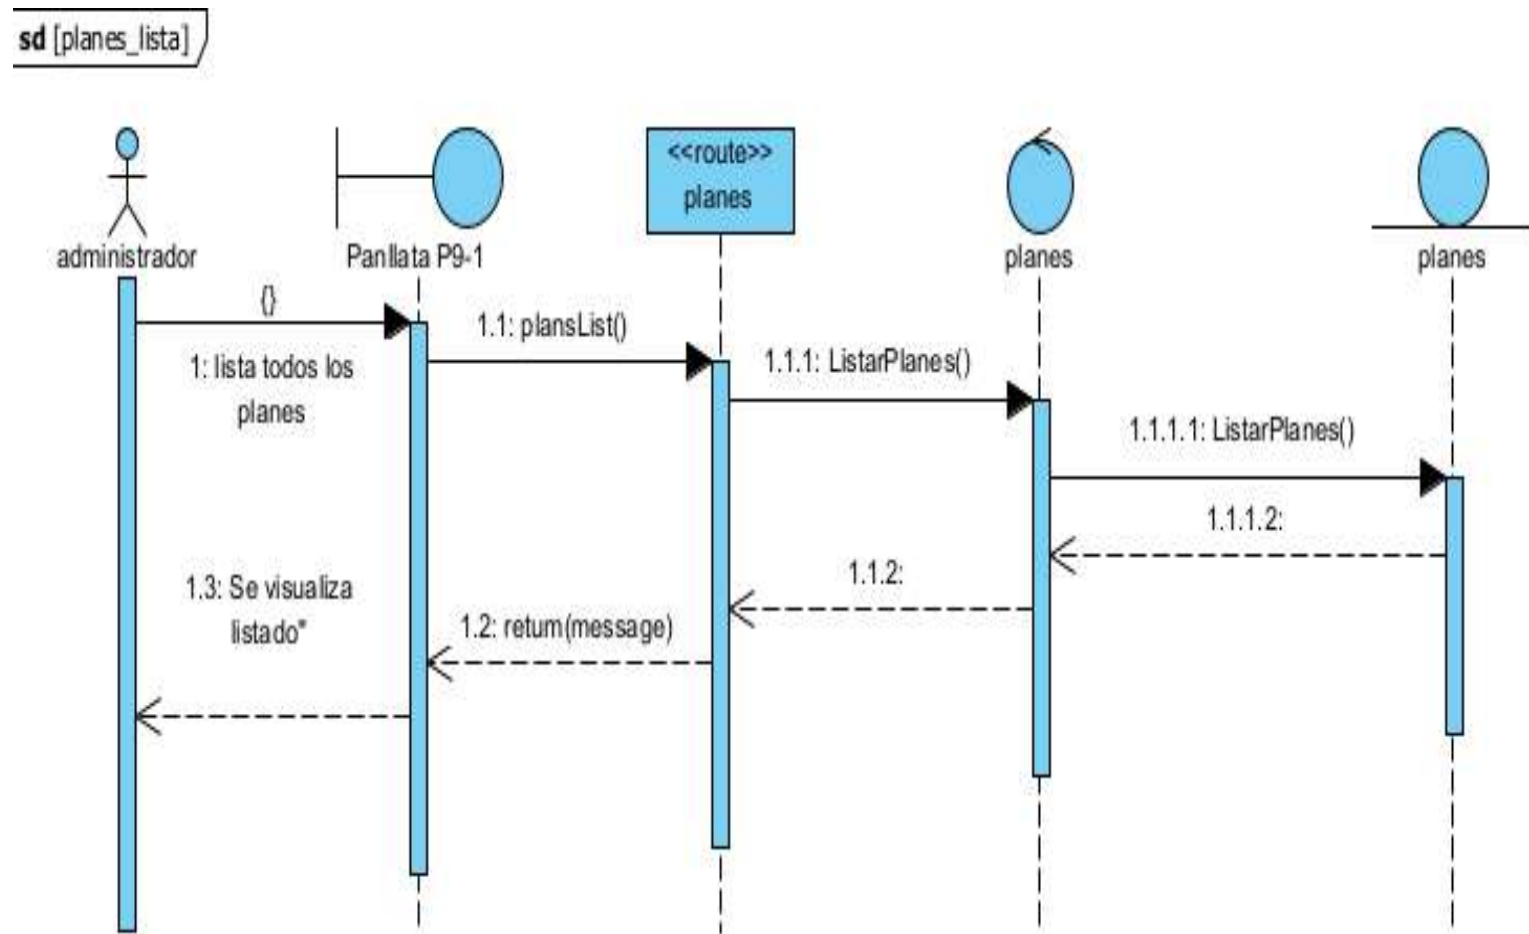 sd [planes_lista]
<<route>>
planes
administrador
Panllata P9-1
planes
planes
{}
1: lista todos los
planes
1.1: plansList()
1.1.1: ListarPlanes()
1.1.1.1: ListarPlanes()
1.1.1.2:
1.1.2:
1.2: return(message)
1.3: Se visualiza
listado"